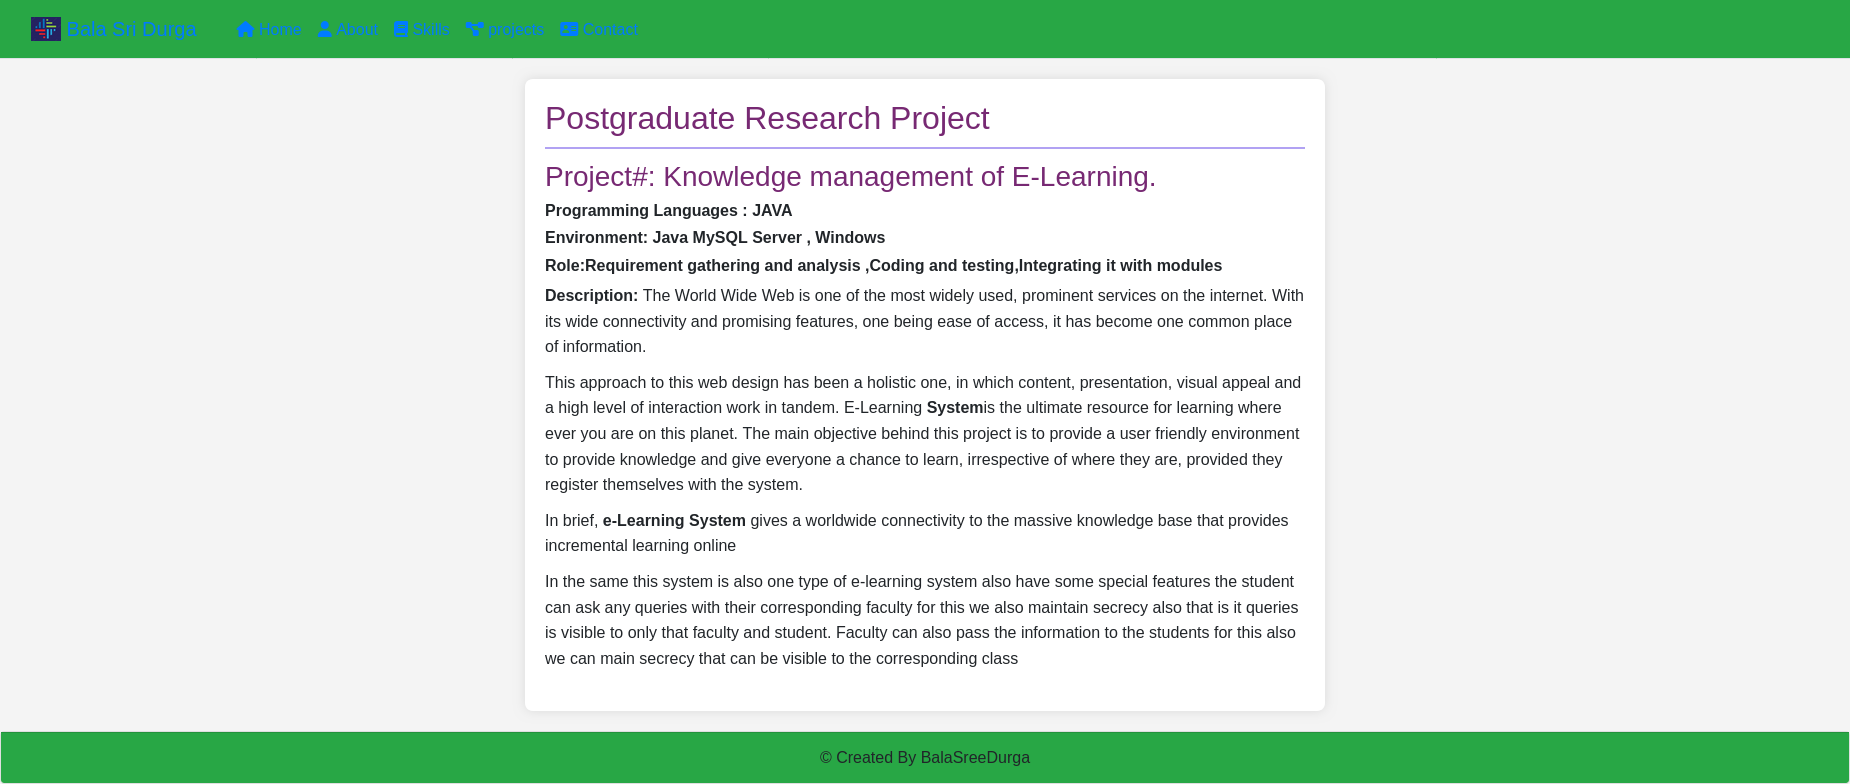 Bala Sri Durga Home About Skills projects Contact
Postgraduate Research Project
Project#: Knowledge management of E-Learning.
Programming Languages : JAVA
Environment: Java MySQL Server , Windows
Role:Requirement gathering and analysis ,Coding and testing,Integrating it with modules
Description: The World Wide Web is one of the most widely used, prominent services on the internet. With
its wide connectivity and promising features, one being ease of access, it has become one common place
of information.
This approach to this web design has been a holistic one, in which content, presentation, visual appeal and
a high level of interaction work in tandem. E-Learning Systemis the ultimate resource for learning where
ever you are on this planet. The main objective behind this project is to provide a user friendly environment
to provide knowledge and give everyone a chance to learn, irrespective of where they are, provided they
register themselves with the system.
In brief, e-Learning System gives a worldwide connectivity to the massive knowledge base that provides
incremental learning online
In the same this system is also one type of e-learning system also have some special features the student
can ask any queries with their corresponding faculty for this we also maintain secrecy also that is it queries
is visible to only that faculty and student. Faculty can also pass the information to the students for this also
we can main secrecy that can be visible to the corresponding class
© Created By BalaSreeDurga